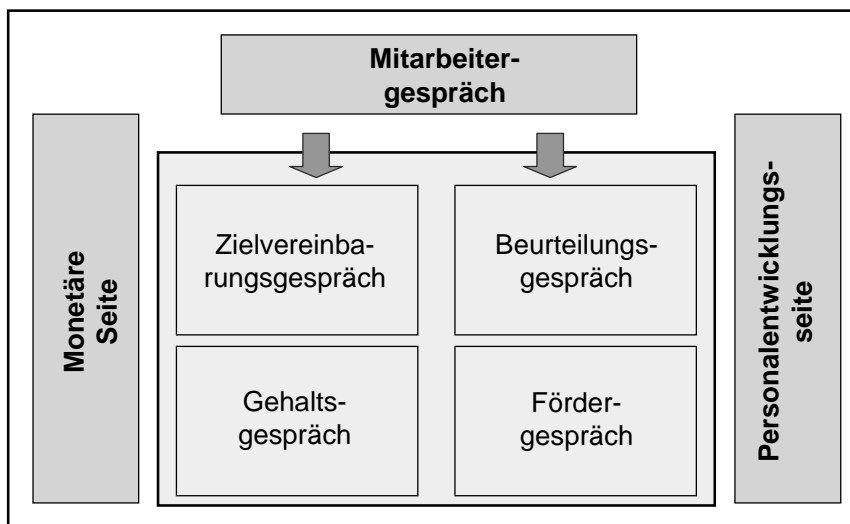 Mitarbeiter-
gespräch
Monetäre
Seite
Zielvereinba-
rungsgespräch
Beurteilungs-
gespräch
Gehalts-
gespräch
Förder-
gespräch
Personalentwicklungs-
seite